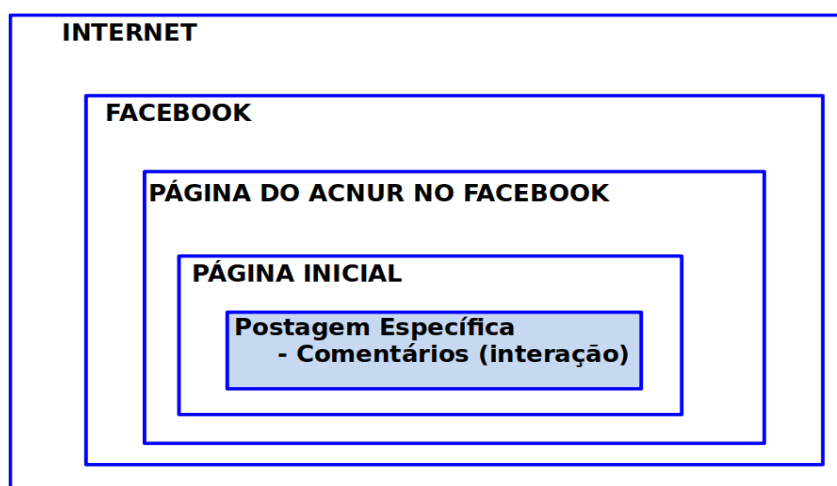 INTERNET
FACEBOOK
PÁGINA DO ACNUR NO FACEBOOK
PÁGINA INICIAL
Postagem Específica
- Comentários (interação)